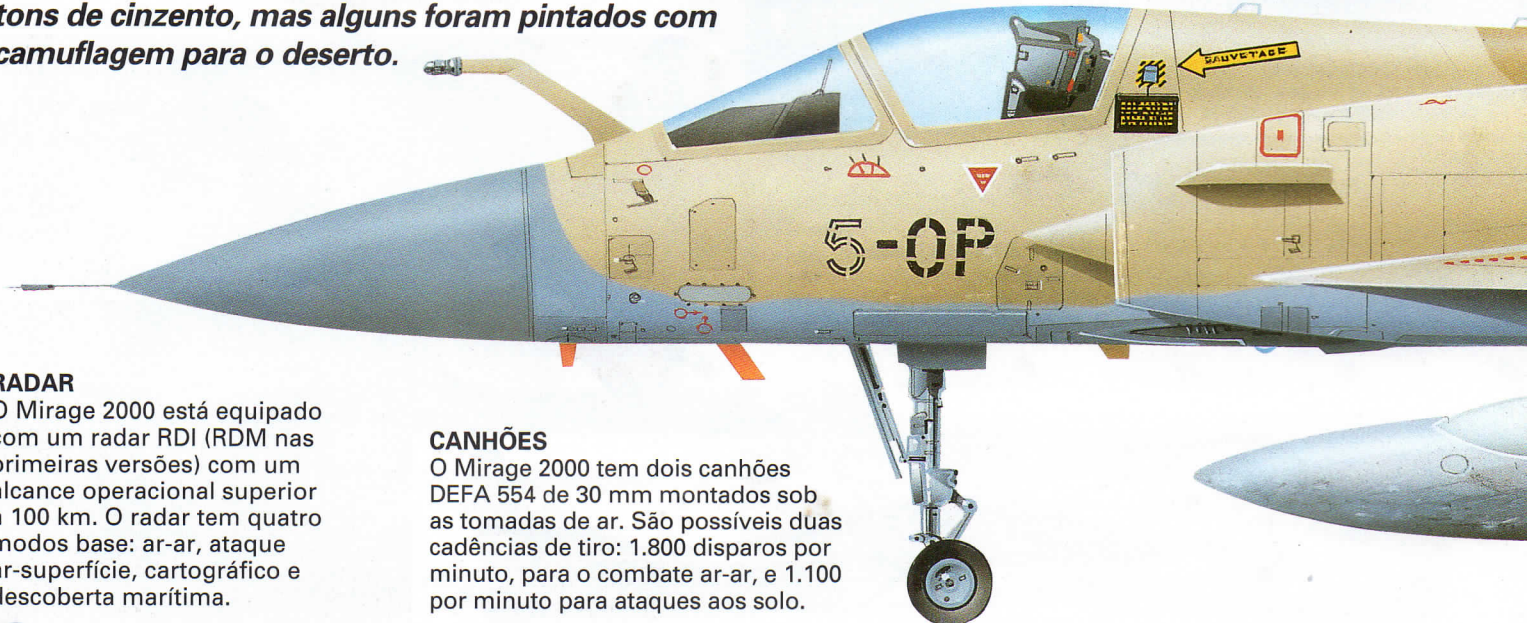 tons de cinzento, mas alguns foram pintados com
camuflagem para o deserto.
SAUVETAGE
5-OP
RADAR
O Mirage 2000 está equipado
com um radar RDI (RDM nas
primeiras versões) com um
alcance operacional superior
a 100 km. O radar tem quatro
modos base: ar-ar, ataque
ar-superfície, cartográfico e
descoberta marítima.
CANHÕES
O Mirage 2000 tem dois canhões
DEFA 554 de 30 mm montados sob
as tomadas de ar. São possíveis duas
cadências de tiro: 1.800 disparos por
minuto, para o combate ar-ar, e 1.100
por minuto para ataques aos solo.